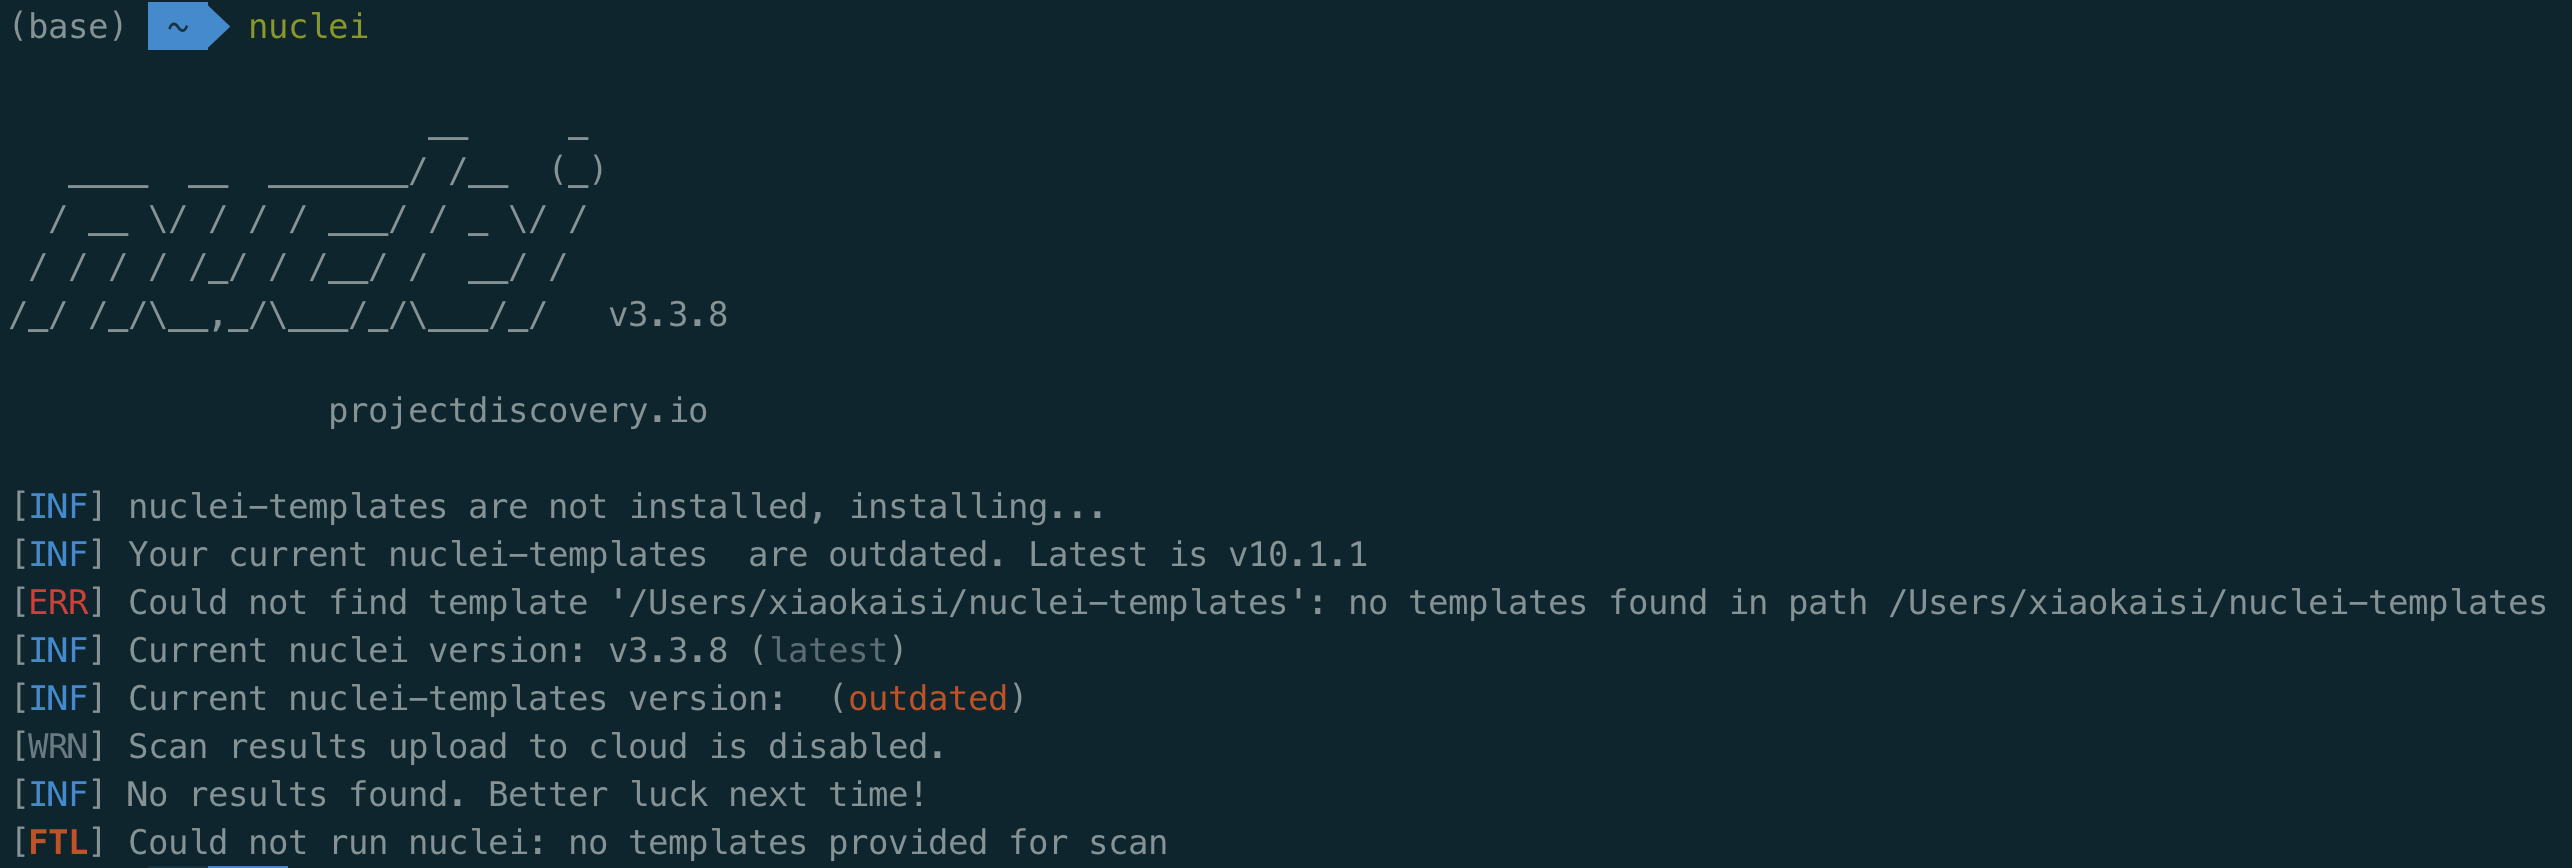 (base) ~ nuclei
                     __     _
   ____  __  _______/ /__  (_)
  / __ \/ / / / ___/ / _ \/ /
 / / / / /_/ / /__/ /  __/ /
/_/ /_/\__,_/\___/_/\___/_/   v3.3.8
projectdiscovery.io
[INF] nuclei-templates are not installed, installing...
[INF] Your current nuclei-templates  are outdated. Latest is v10.1.1
[ERR] Could not find template '/Users/xiaokaisi/nuclei-templates': no templates found in path /Users/xiaokaisi/nuclei-templates
[INF] Current nuclei version: v3.3.8 (latest)
[INF] Current nuclei-templates version:  (outdated)
[WRN] Scan results upload to cloud is disabled.
[INF] No results found. Better luck next time!
[FTL] Could not run nuclei: no templates provided for scan